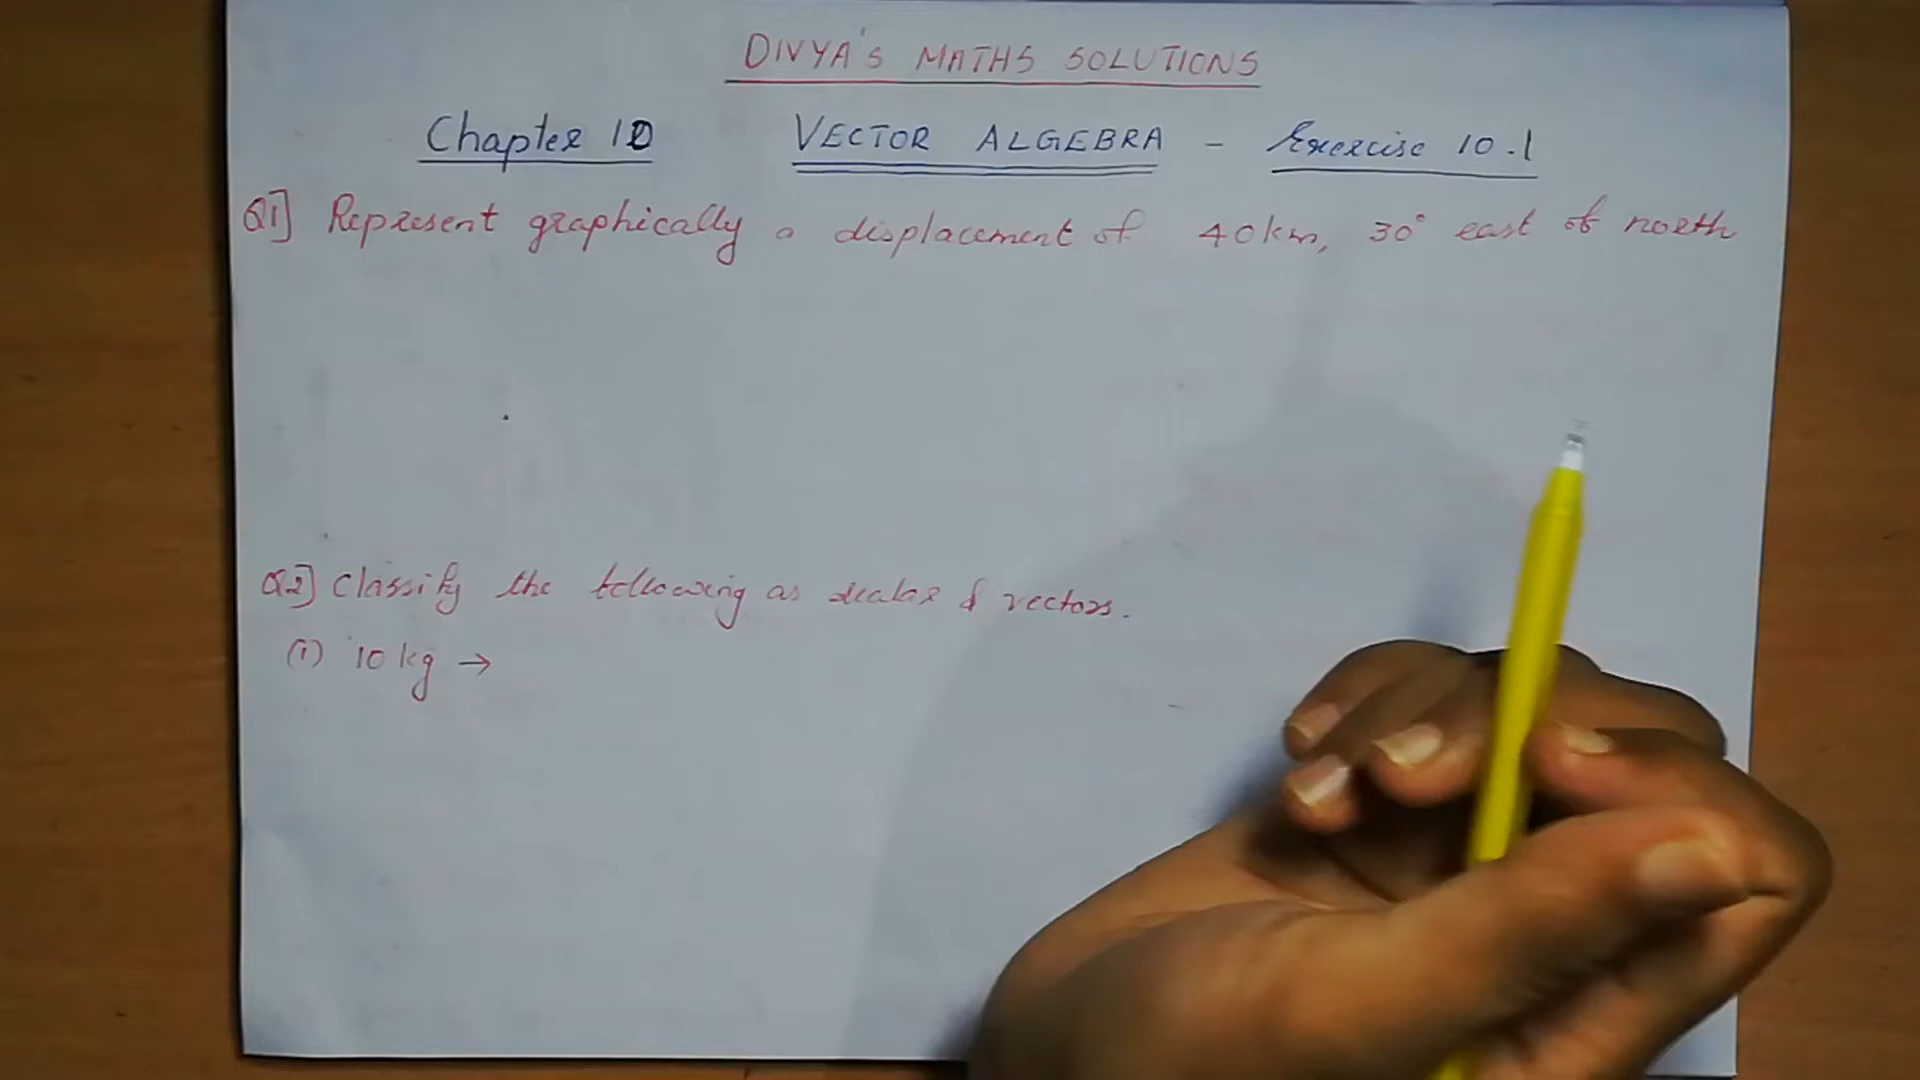 DIVYA'S MATHS SOLUTIONS
Chapter 10 VECTOR ALGEBRA - Exercise 10.1
Q1] Represent graphically a displacement of 40km, 30° east of north
Q2] Classify the following as scalar & vectors.
(i) 10 kg →